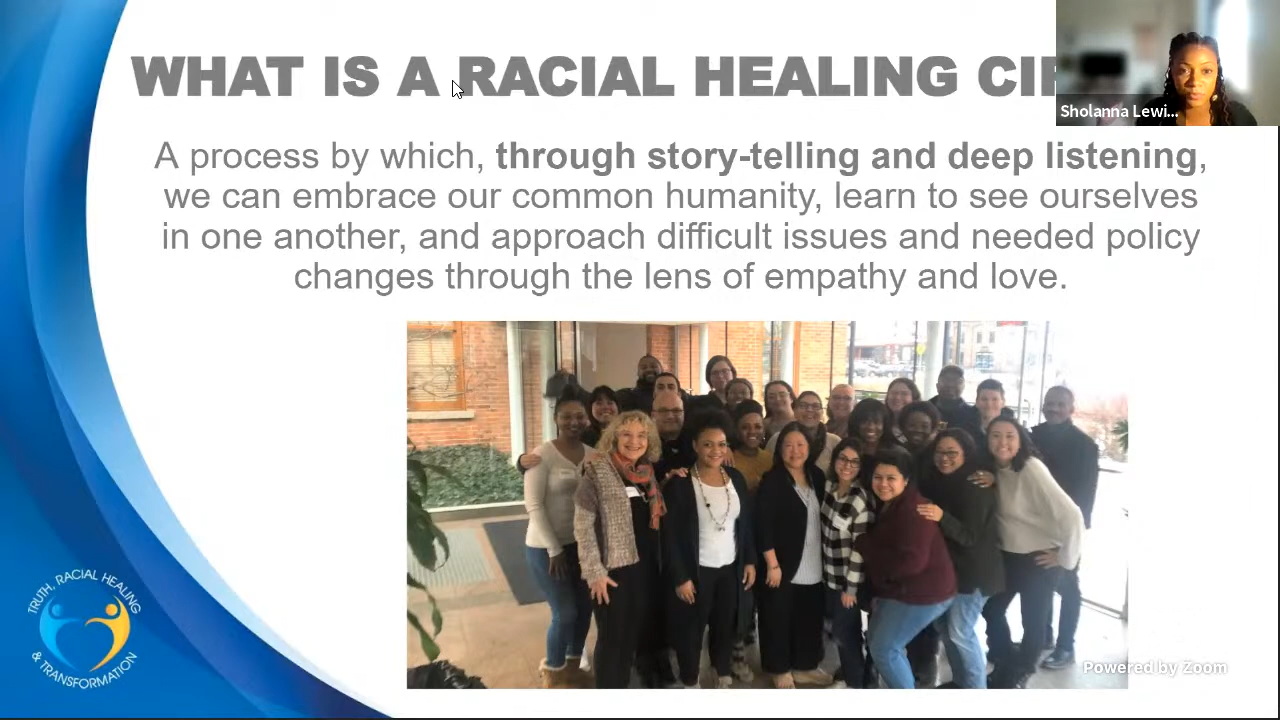 WHAT IS A RACIAL HEALING CI
Sholanna Lewi...
A process by which, through story-telling and deep listening,
we can embrace our common humanity, learn to see ourselves
in one another, and approach difficult issues and needed policy
changes through the lens of empathy and love.
TRUTH, RACIAL HEALING
& TRANSFORMATION
Powered by Zoom